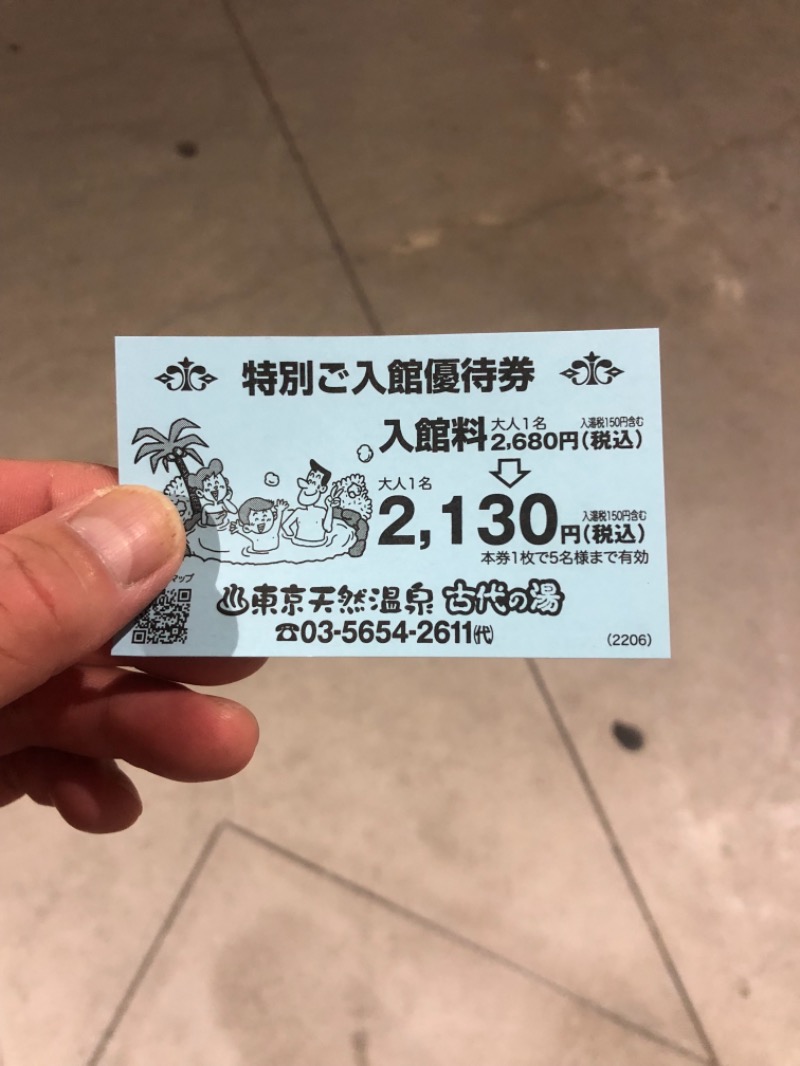 特別ご入館優待券
入館料 大人1名 2,680円(税込) 入湯税150円含む
大人1名
2,130円(税込) 入湯税150円含む
本券1枚で5名様まで有効
マップ
♨東京天然温泉 古代の湯
☎03-5654-2611㈹
(2206)